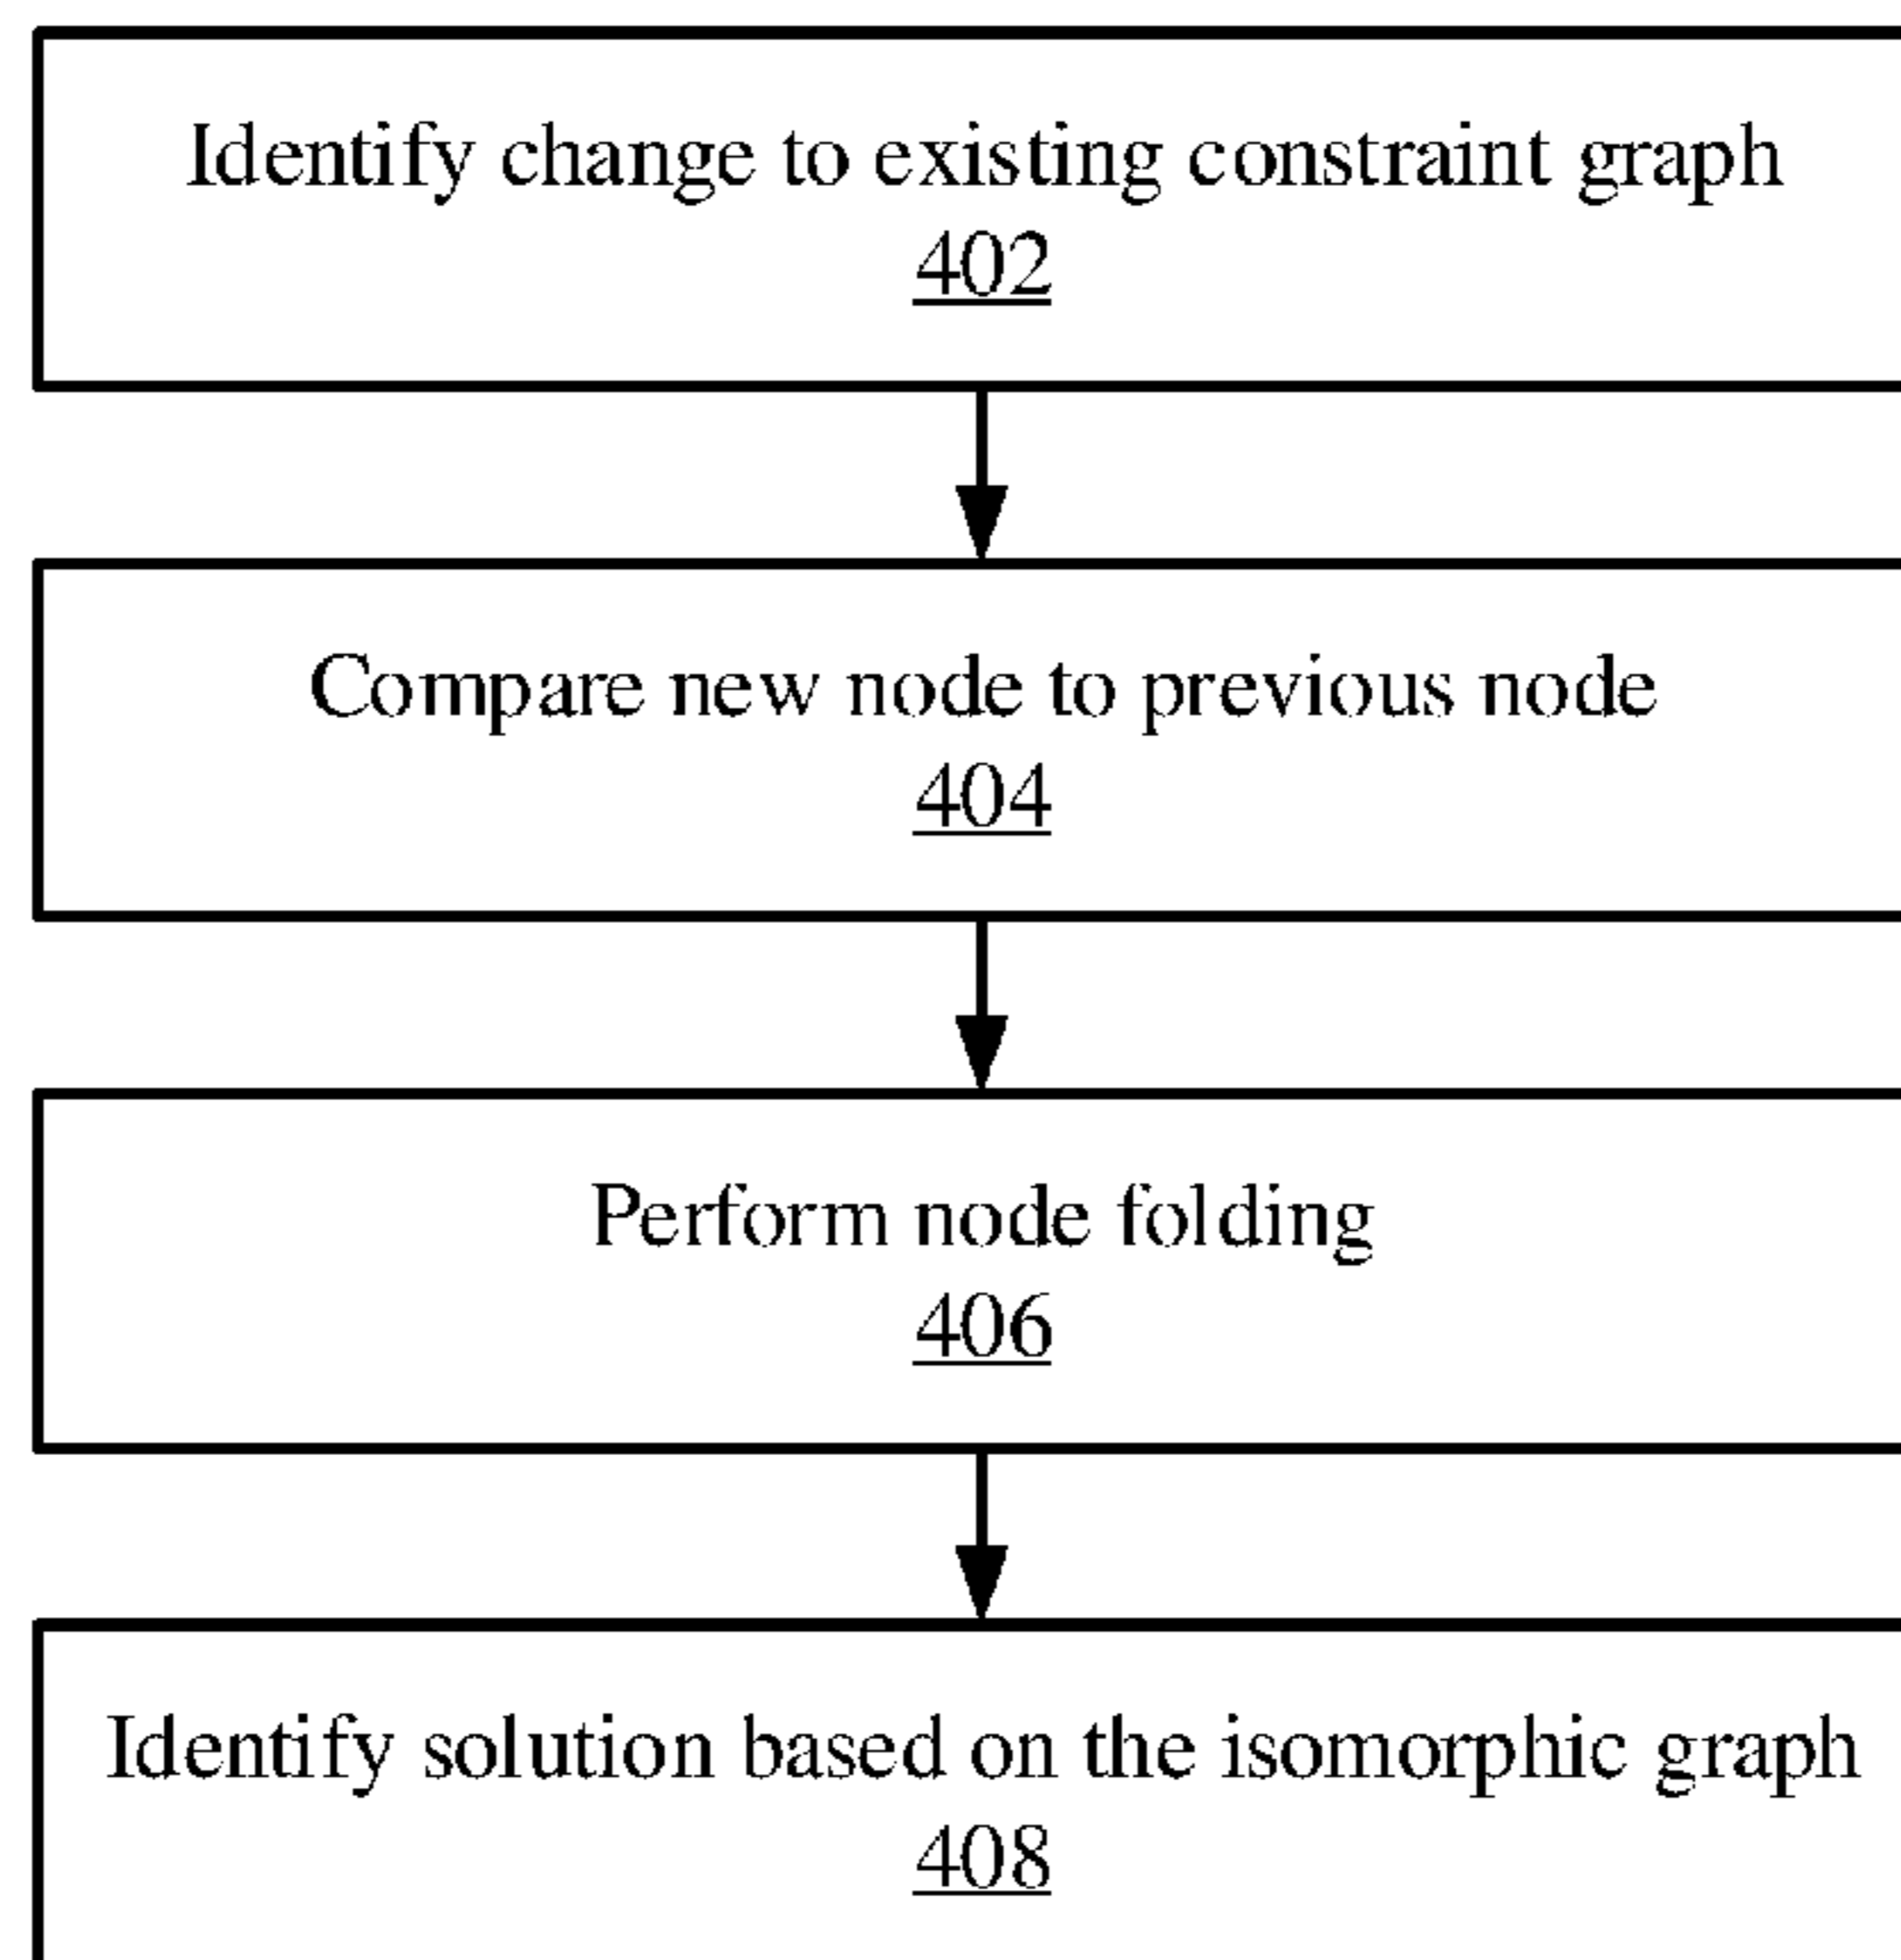 Identify change to existing constraint graph
402
Compare new node to previous node
404
Perform node folding
406
Identify solution based on the isomorphic graph
408